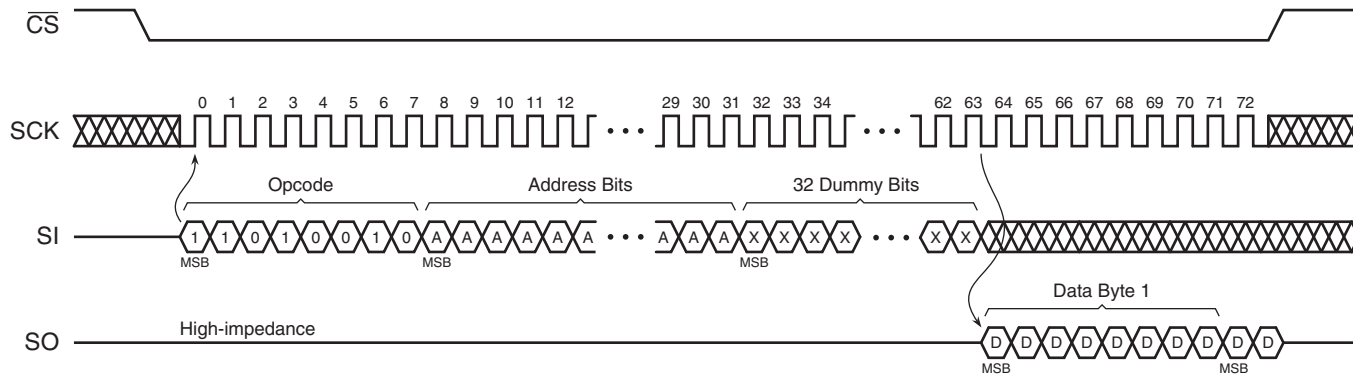 CS
0 1 2 3 4 5 6 7 8 9 10 11 12 29 30 31 32 33 34 62 63 64 65 66 67 68 69 70 71 72
SCK
Opcode Address Bits 32 Dummy Bits
SI 1 1 0 1 0 0 1 0 A A A A A A A A A X X X X X X
MSB MSB MSB
Data Byte 1
High-impedance
SO D D D D D D D D D D
MSB MSB